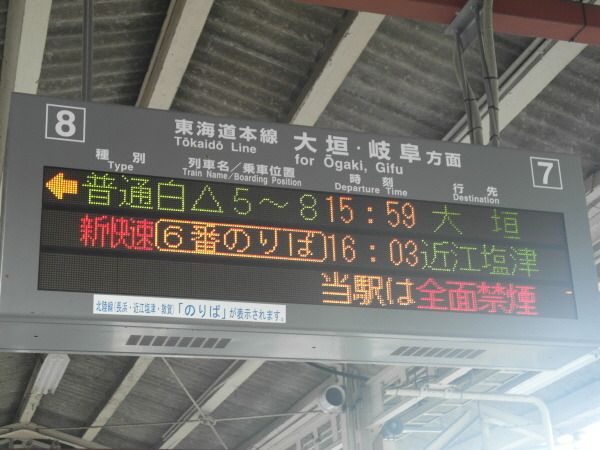 8 東海道本線 大垣・岐阜方面 7
Tōkaidō Line for Ōgaki, Gifu
種別 列車名/乗車位置 時刻 行先
Type Train Name/Boarding Position Departure Time Destination
←普通白△5～8 15:59 大垣
新快速 6番のりば 16:03 近江塩津
当駅は全面禁煙
北陸線(長浜・近江塩津・敦賀)「のりば」が表示されます。